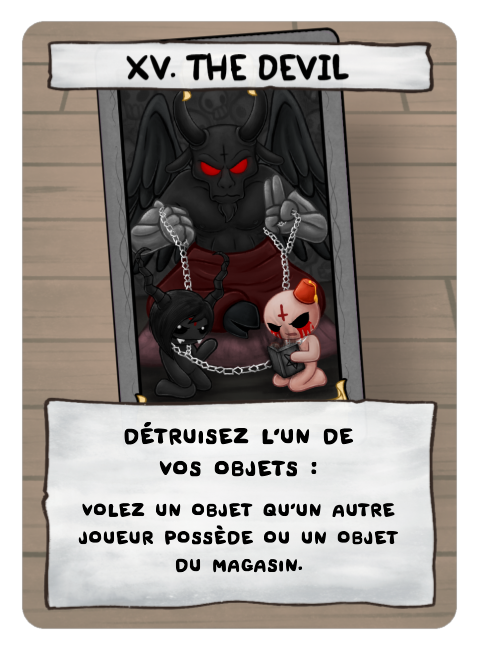 XV. THE DEVIL
DÉTRUISEZ L'UN DE
VOS OBJETS :
VOLEZ UN OBJET QU'UN AUTRE
JOUEUR POSSÈDE OU UN OBJET
DU MAGASIN.